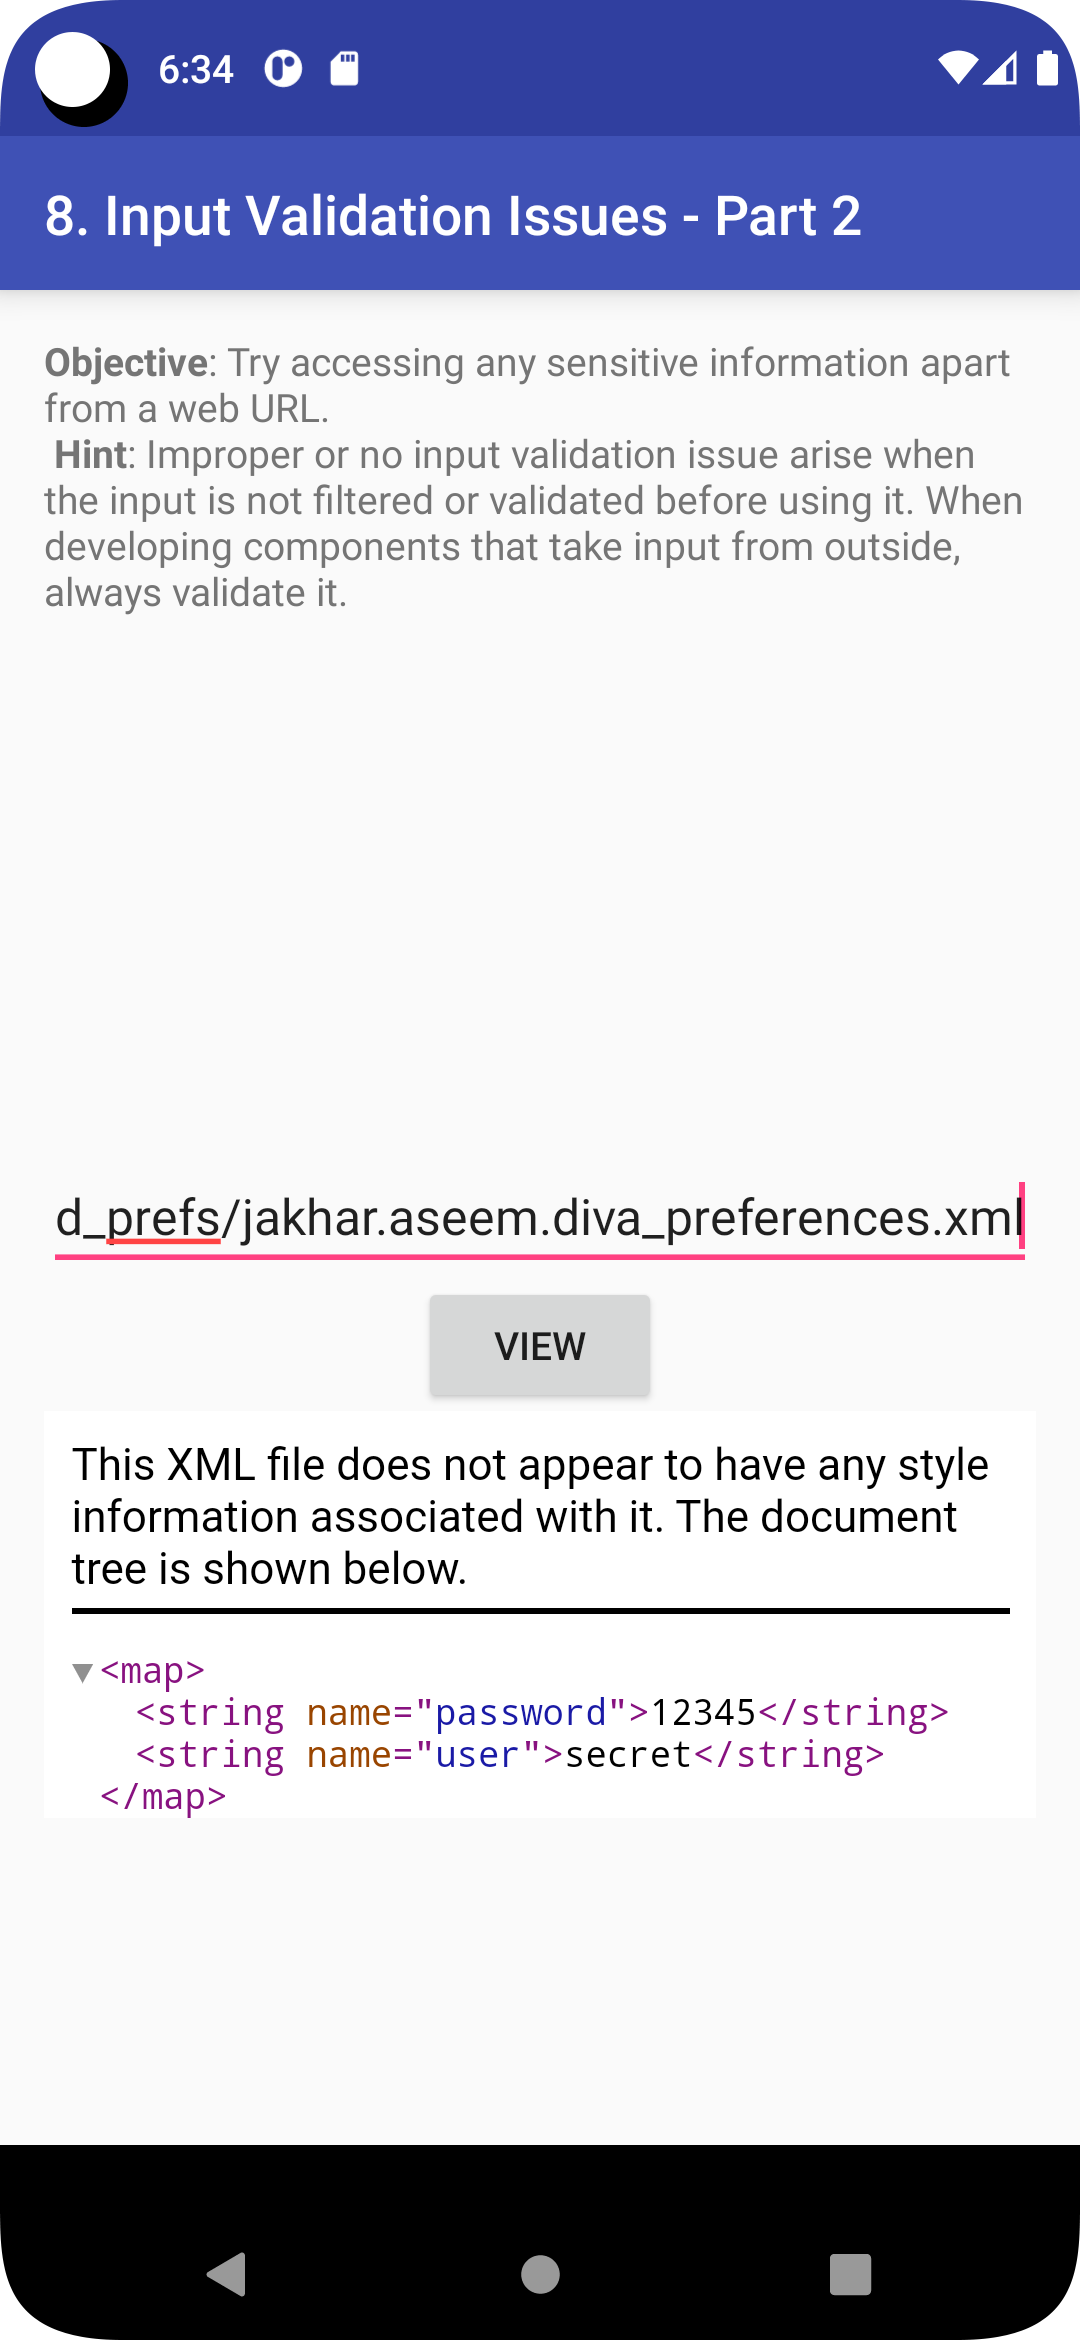 6:34
8. Input Validation Issues - Part 2
Objective: Try accessing any sensitive information apart
from a web URL.
Hint: Improper or no input validation issue arise when
the input is not filtered or validated before using it. When
developing components that take input from outside,
always validate it.
d_prefs/jakhar.aseem.diva_preferences.xml
VIEW
This XML file does not appear to have any style
information associated with it. The document
tree is shown below.
▼<map>
<string name="password">12345</string>
<string name="user">secret</string>
</map>